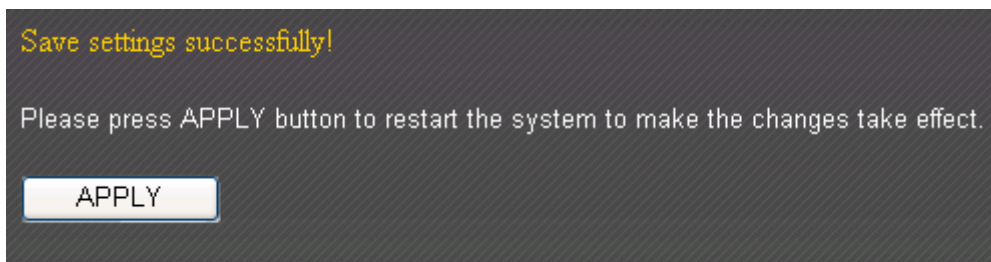 Save settings successfully!
Please press APPLY button to restart the system to make the changes take effect.
APPLY